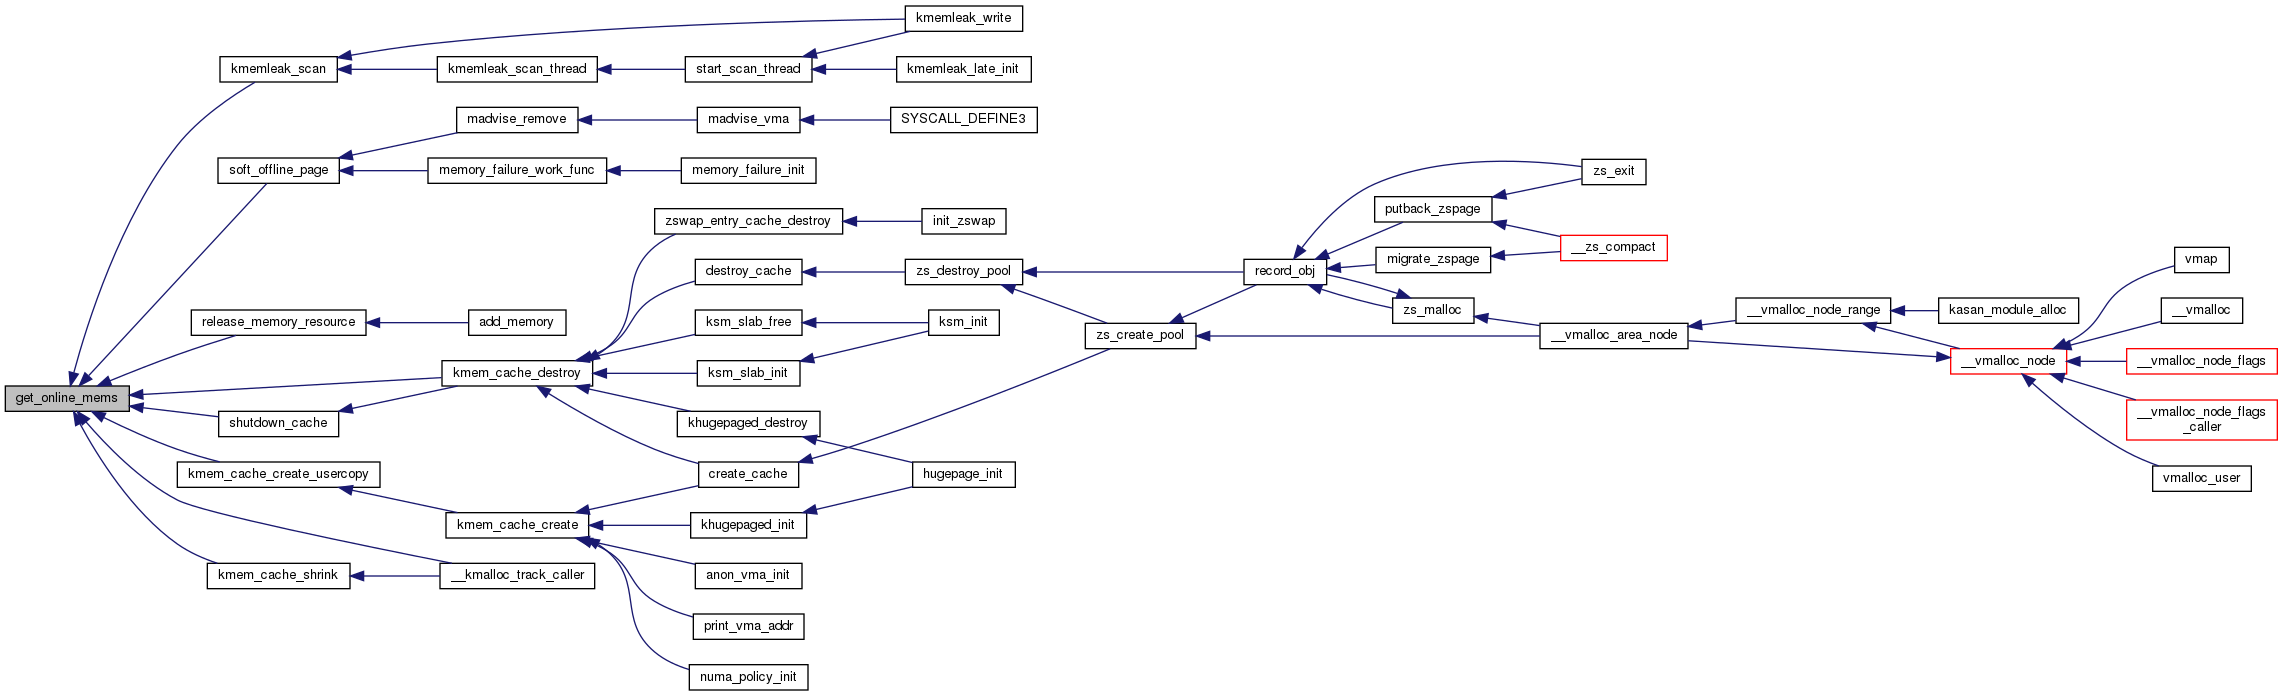 kmemleak_write
kmemleak_scan
kmemleak_scan_thread
start_scan_thread
kmemleak_late_init
madvise_remove
madvise_vma
SYSCALL_DEFINE3
soft_offline_page
memory_failure_work_func
memory_failure_init
zs_exit
putback_zspage
zswap_entry_cache_destroy
init_zswap
__zs_compact
migrate_zspage
vmap
destroy_cache
zs_destroy_pool
record_obj
zs_malloc
__vmalloc_node_range
kasan_module_alloc
__vmalloc
release_memory_resource
add_memory
ksm_slab_free
ksm_init
zs_create_pool
__vmalloc_area_node
__vmalloc_node
__vmalloc_node_flags
kmem_cache_destroy
ksm_slab_init
get_online_mems
shutdown_cache
khugepaged_destroy
__vmalloc_node_flags
_caller
kmem_cache_create_usercopy
create_cache
hugepage_init
vmalloc_user
kmem_cache_create
khugepaged_init
kmem_cache_shrink
__kmalloc_track_caller
anon_vma_init
print_vma_addr
numa_policy_init